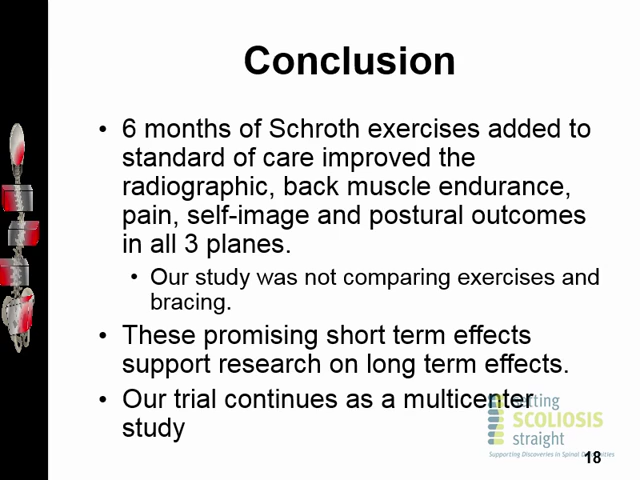 Conclusion
• 6 months of Schroth exercises added to
standard of care improved the
radiographic, back muscle endurance,
pain, self-image and postural outcomes
in all 3 planes.
• Our study was not comparing exercises and
bracing.
• These promising short term effects
support research on long term effects.
• Our trial continues as a multicenter
study
SCOLIOSIS
straight
Supporting Discoveries in Spinal
18